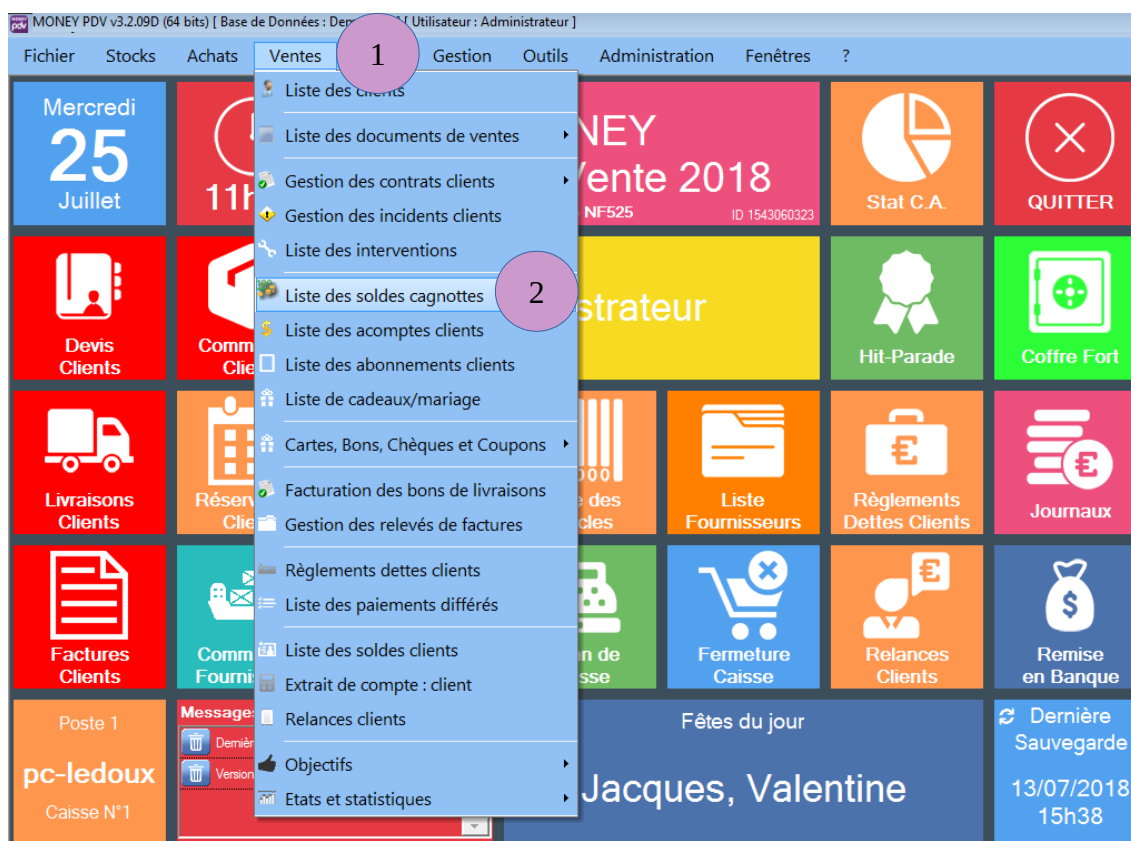 MONEY PDV v3.2.09D (64 bits) [ Base de Données : Utilisateur : Administrateur ]
Fichier Stocks Achats Ventes 1 Gestion Outils Administration Fenêtres ?
Mercredi
25
Juillet
Liste des clients
Liste des documents de ventes
Gestion des contrats clients
Gestion des incidents clients
Liste des interventions
Liste des soldes cagnottes 2
Liste des acomptes clients
Liste des abonnements clients
Liste de cadeaux/mariage
Cartes, Bons, Chèques et Coupons
Facturation des bons de livraisons
Gestion des relevés de factures
Règlements dettes clients
Liste des paiements différés
Liste des soldes clients
Extrait de compte : client
Relances clients
Objectifs
Etats et statistiques
2018
NF525
ID 1543060323
Stat C.A.
QUITTER
Devis
Clients
Hit-Parade
Coffre Fort
Livraisons
Clients
des
Liste
Fournisseurs
Règlements
Dettes Clients
Journaux
Factures
Clients
de
Fermeture
Caisse
Relances
Clients
Remise
en Banque
Poste 1
pc-ledoux
Caisse N°1
Fêtes du jour
Jacques, Valentine
Dernière
Sauvegarde
13/07/2018
15h38